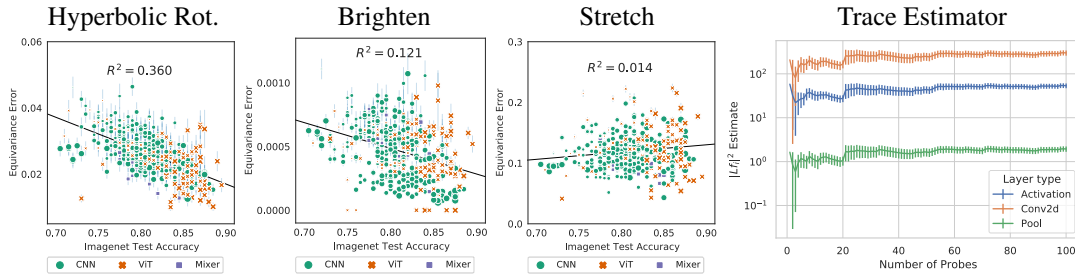 Hyperbolic Rot.
Equivariance Error
0.06
0.04
0.02
R² = 0.360
0.70 0.75 0.80 0.85 0.90
Imagenet Test Accuracy
CNN ViT Mixer
Brighten
Equivariance Error
0.0010
0.0005
0.0000
R² = 0.121
0.70 0.75 0.80 0.85 0.90
Imagenet Test Accuracy
CNN ViT Mixer
Stretch
Equivariance Error
0.3
0.2
0.1
0.0
R² = 0.014
0.70 0.75 0.80 0.85 0.90
Imagenet Test Accuracy
CNN ViT Mixer
Trace Estimator
10²
10¹
10⁰
10⁻¹
Layer type
Activation
Conv2d
Pool
0 20 40 60 80 100
Number of Probes